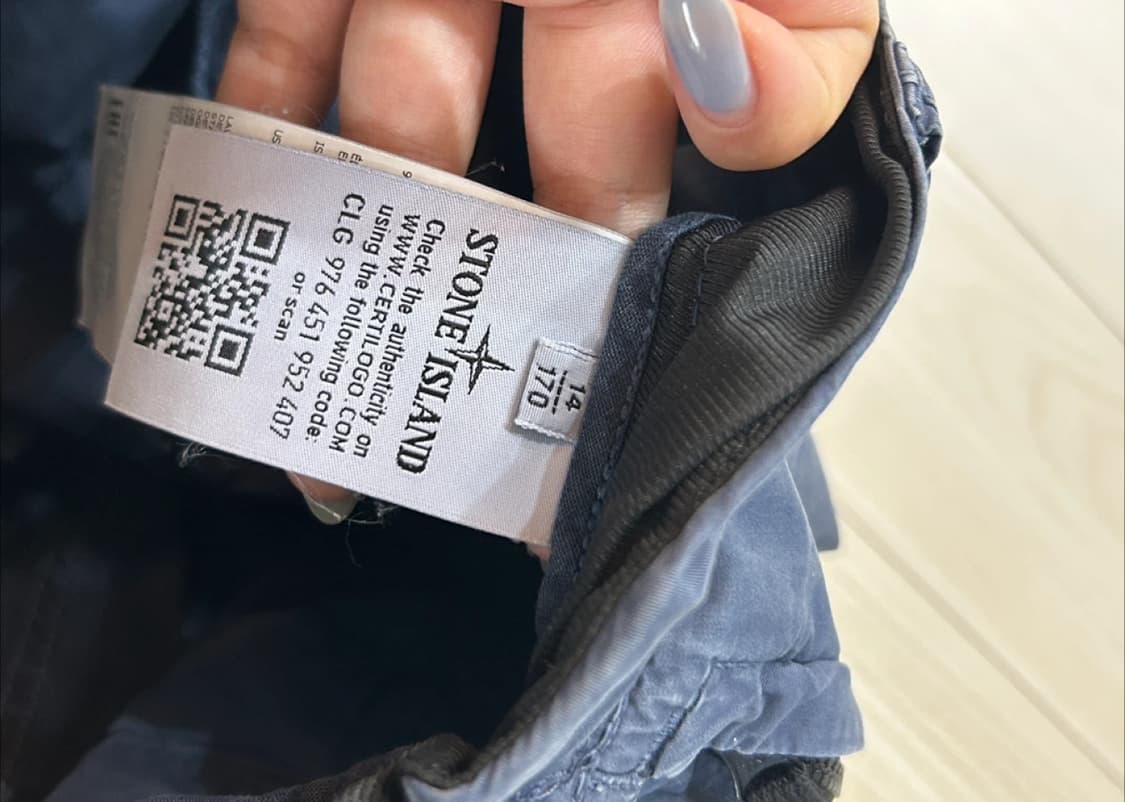 14
170
STONE ISLAND
Check the authenticity on
WWW.CERTILOGO.COM
using the following code:
CLG 976 451 952 407
or scan
US